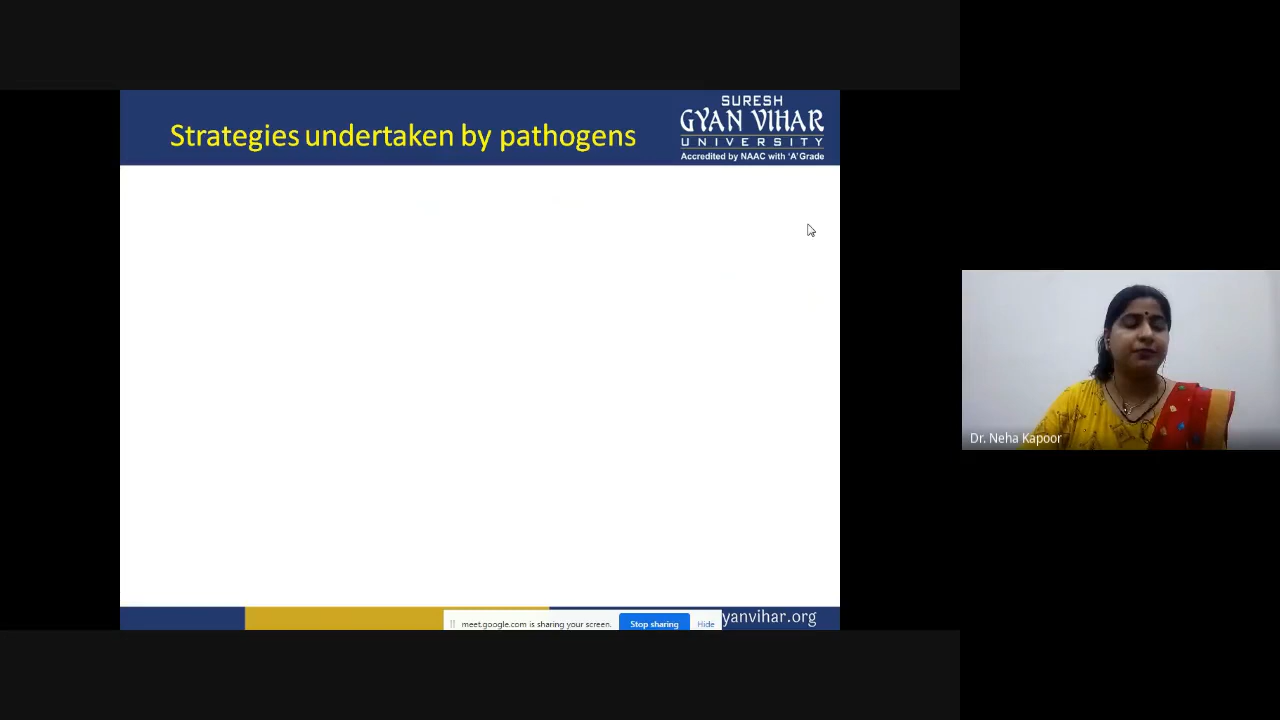 Strategies undertaken by pathogens
SURESH
GYAN VIHAR
UNIVERSITY
Accredited by NAAC with 'A' Grade
Dr. Neha Kapoor
meet.google.com is sharing your screen.
Stop sharing
Hide
yanvihar.org